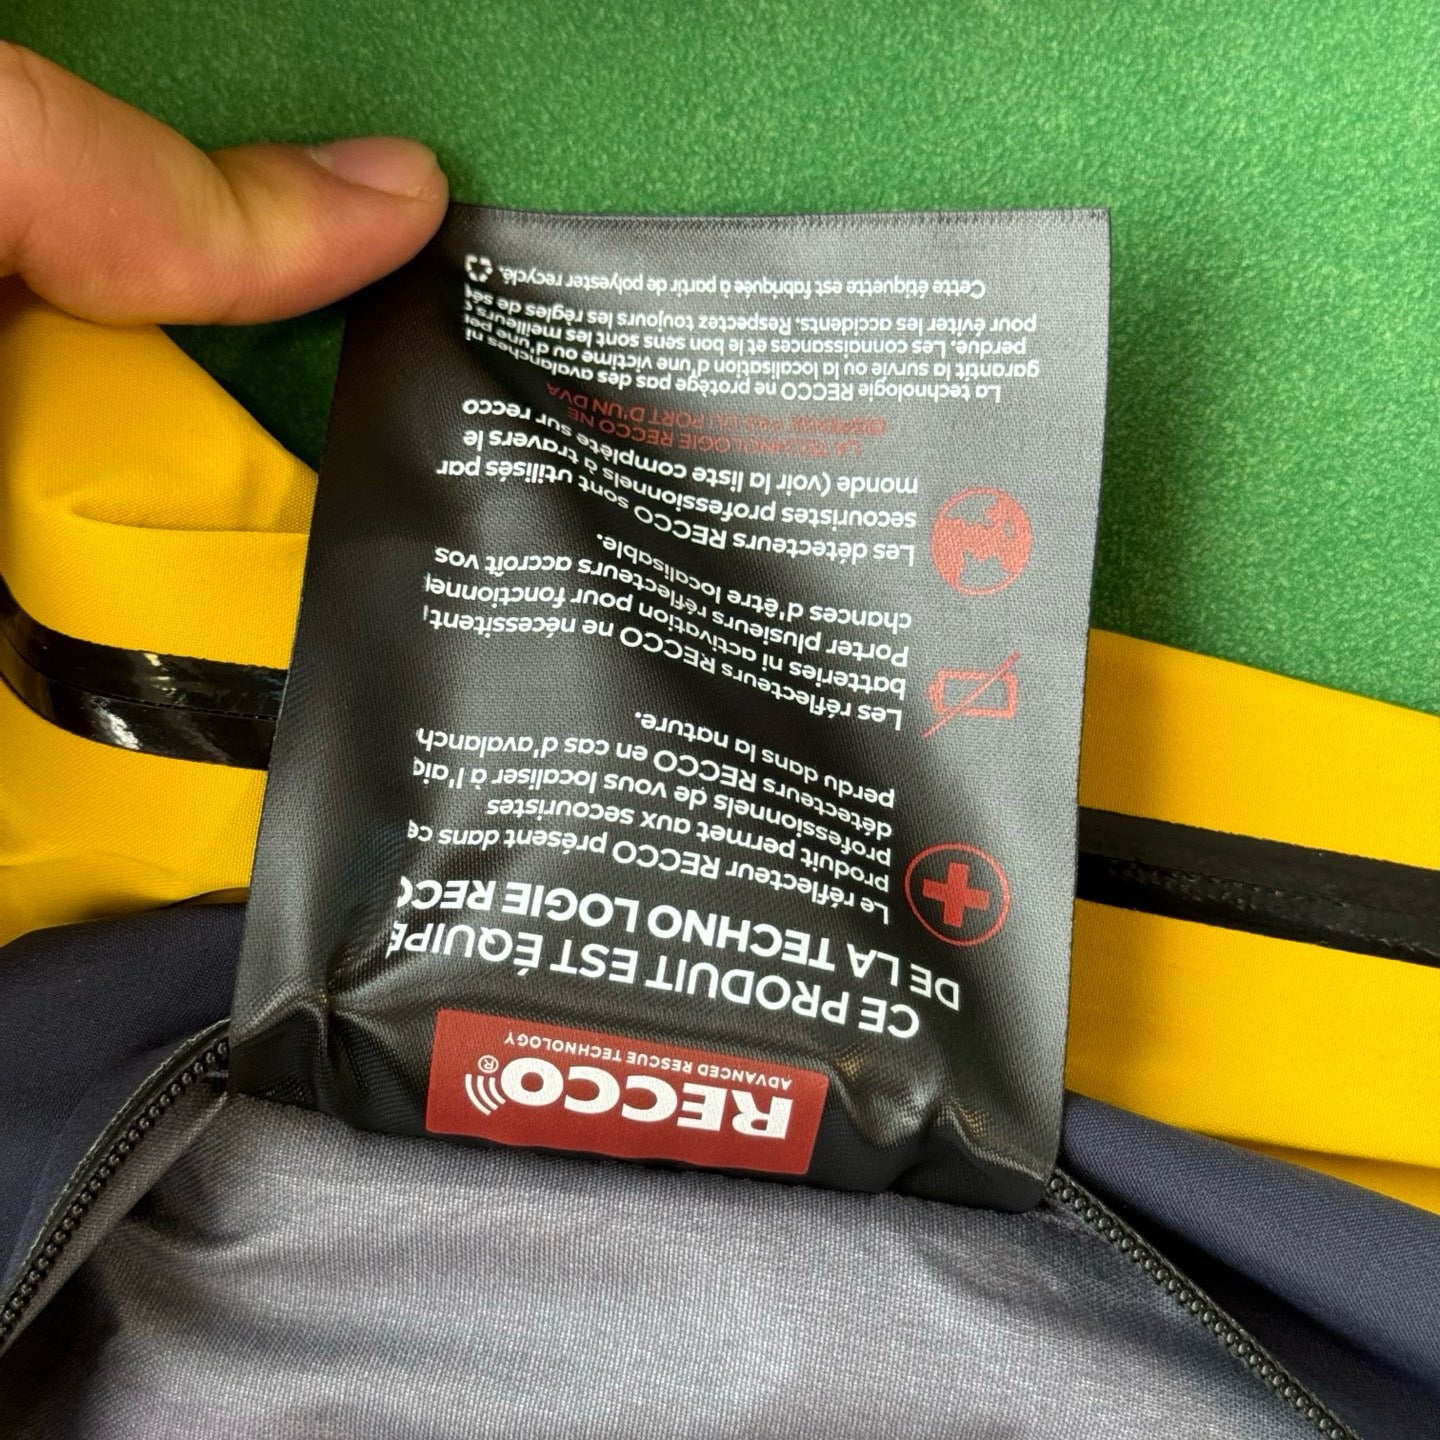 RECCO®
ADVANCED RESCUE TECHNOLOGY
CE PRODUIT EST ÉQUIPÉ
DE LA TECHNO LOGIE RECC
Le réflecteur RECCO présent dans ce
produit permet aux secouristes
professionnels de vous localiser à l'aid
détecteurs RECCO en cas d'avalanch
perdu dans la nature.
Les réflecteurs RECCO ne nécessitent
batteries ni activation pour fonctionne
Porter plusieurs réflecteurs accroît vos
chances d'être localisable.
Les détecteurs RECCO sont utilisés par
secouristes professionnels à travers le
monde (voir la liste complète sur recco
LA TECHNOLOGIE RECCO NE
PAS DU PORT D'UN DVA
La technologie RECCO ne protège pas des avalanches ni
garantit la survie ou la localisation d'une victime ou d'une pe
perdue. Les connaissances et le bon sens sont les meilleurs
pour éviter les accidents. Respectez toujours les règles de sé
Cette étiquette est fabriquée à partir de polyester recyclé.